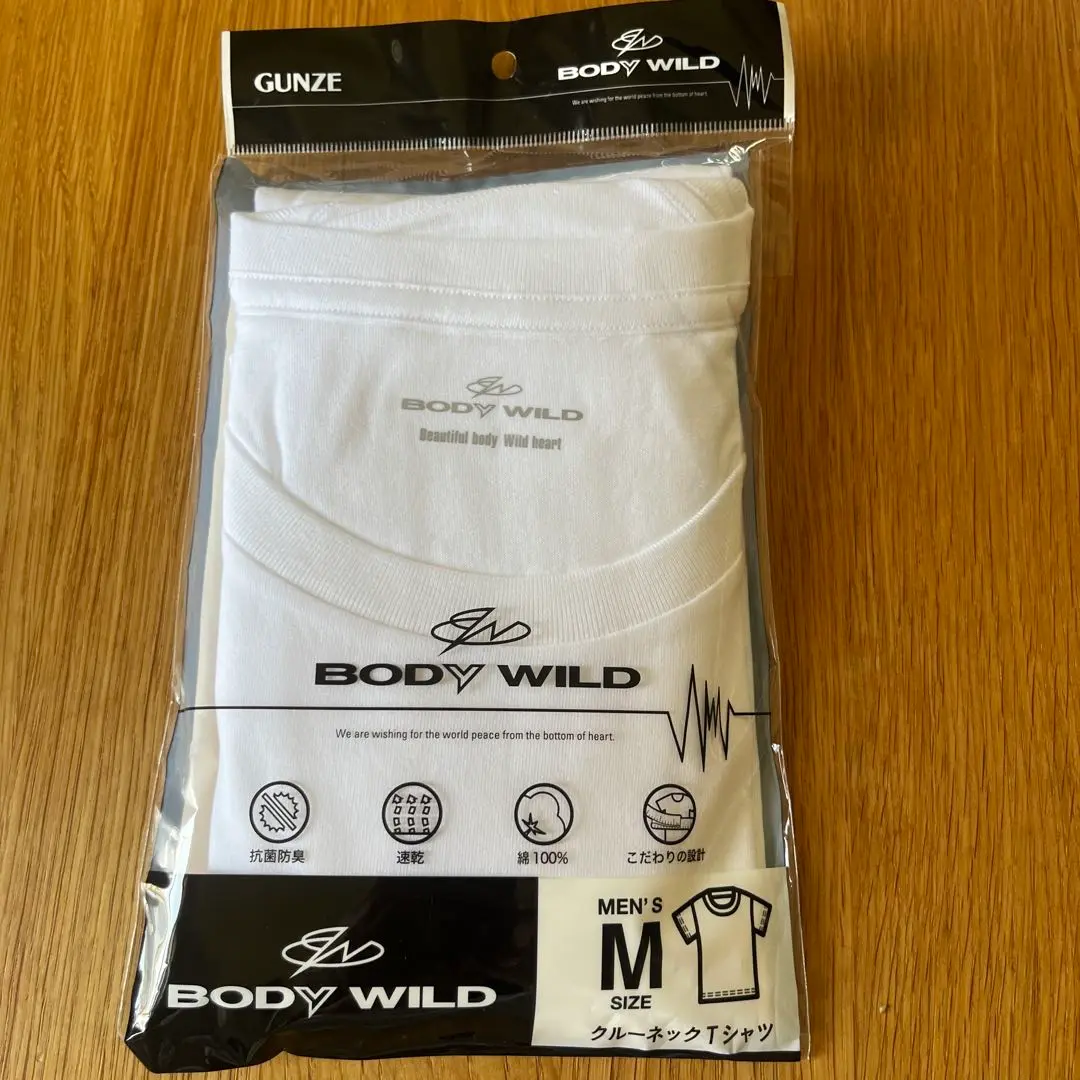 GUNZE
BODY WILD
We are wishing for the world peace from the bottom of heart.
BODY WILD
Beautiful body Wild heart
BODY WILD
We are wishing for the world peace from the bottom of heart.
抗菌防臭
速乾
綿100%
こだわりの設計
MEN'S
M
SIZE
BODY WILD
クルーネックTシャツ